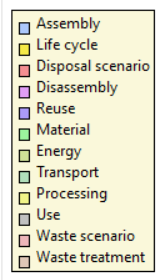 Assembly
Life cycle
Disposal scenario
Disassembly
Reuse
Material
Energy
Transport
Processing
Use
Waste scenario
Waste treatment